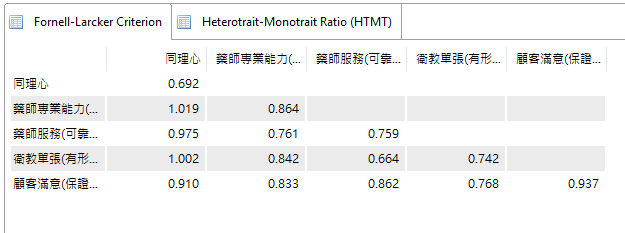 Fornell-Larcker Criterion Heterotrait-Monotrait Ratio (HTMT)
同理心 藥師專業能力(... 藥師服務(可靠... 衛教單張(有形... 顧客滿意(保證...
同理心 0.692
藥師專業能力(... 1.019 0.864
藥師服務(可靠... 0.975 0.761 0.759
衛教單張(有形... 1.002 0.842 0.664 0.742
顧客滿意(保證... 0.910 0.833 0.862 0.768 0.937